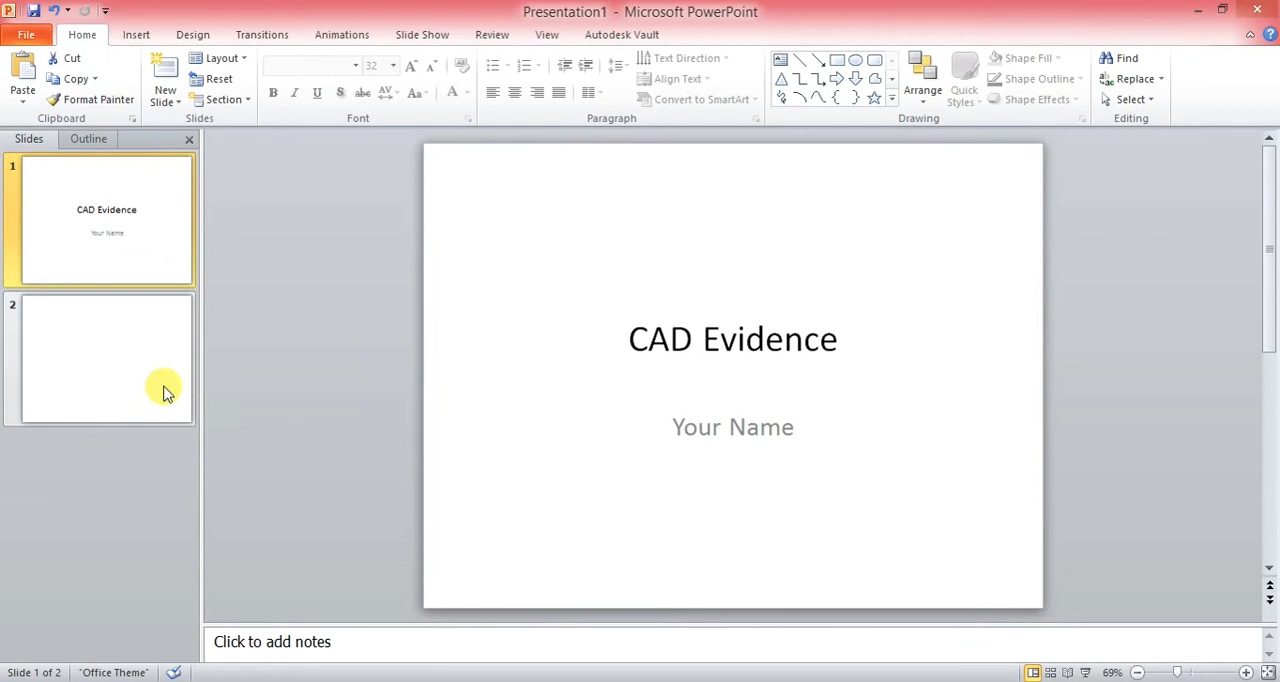 Presentation1 - Microsoft PowerPoint
File Home Insert Design Transitions Animations Slide Show Review View Autodesk Vault
Paste
Cut
Copy
Format Painter
Clipboard
New Slide
Layout
Reset
Section
Slides
32
Font
Text Direction
Align Text
Convert to SmartArt
Paragraph
Arrange
Quick Styles
Shape Fill
Shape Outline
Shape Effects
Drawing
Find
Replace
Select
Editing
Slides Outline
1
CAD Evidence
Your Name
2
CAD Evidence
Your Name
Click to add notes
Slide 1 of 2 "Office Theme" 69%